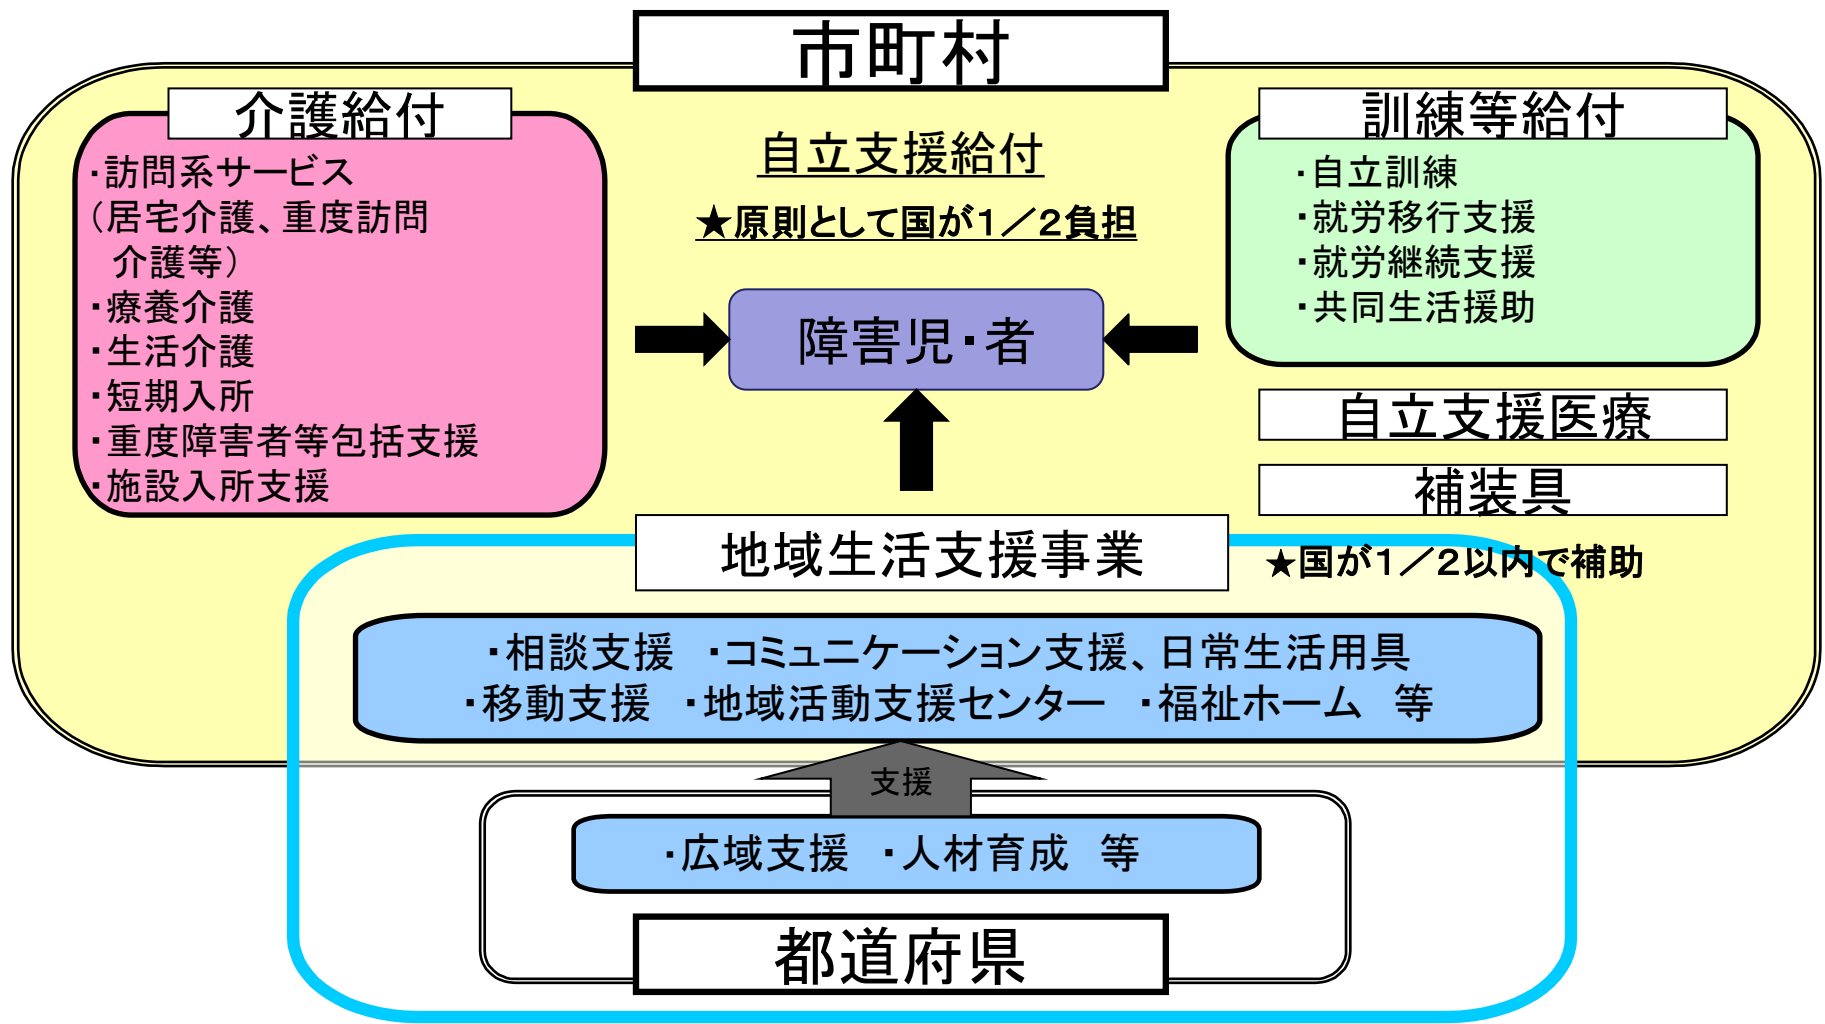 市町村
介護給付
・訪問系サービス
（居宅介護、重度訪問
介護等）
・療養介護
・生活介護
・短期入所
・重度障害者等包括支援
・施設入所支援
自立支援給付
★原則として国が１／２負担
障害児・者
訓練等給付
・自立訓練
・就労移行支援
・就労継続支援
・共同生活援助
自立支援医療
補装具
地域生活支援事業
★国が１／２以内で補助
・相談支援　・コミュニケーション支援、日常生活用具
・移動支援　・地域活動支援センター　・福祉ホーム　等
支援
・広域支援　・人材育成　等
都道府県